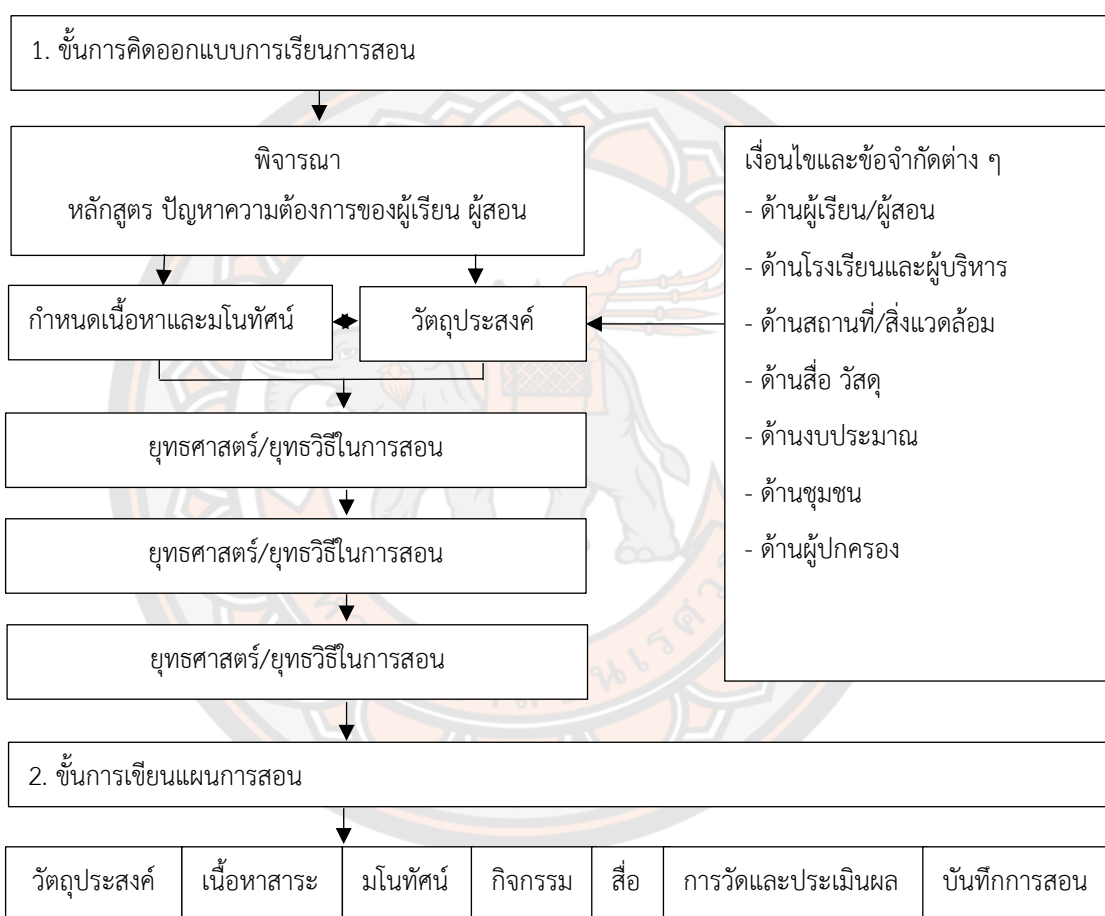 1. ขั้นการคิดออกแบบการเรียนการสอน
พิจารณา
หลักสูตร ปัญหาความต้องการของผู้เรียน ผู้สอน
กำหนดเนื้อหาและมโนทัศน์
วัตถุประสงค์
เงื่อนไขและข้อจำกัดต่าง ๆ
- ด้านผู้เรียน/ผู้สอน
- ด้านโรงเรียนและผู้บริหาร
- ด้านสถานที่/สิ่งแวดล้อม
- ด้านสื่อ วัสดุ
- ด้านงบประมาณ
- ด้านชุมชน
- ด้านผู้ปกครอง
ยุทธศาสตร์/ยุทธวิธีในการสอน
ยุทธศาสตร์/ยุทธวิธีในการสอน
ยุทธศาสตร์/ยุทธวิธีในการสอน
2. ขั้นการเขียนแผนการสอน
วัตถุประสงค์ เนื้อหาสาระ มโนทัศน์ กิจกรรม สื่อ การวัดและประเมินผล บันทึกการสอน